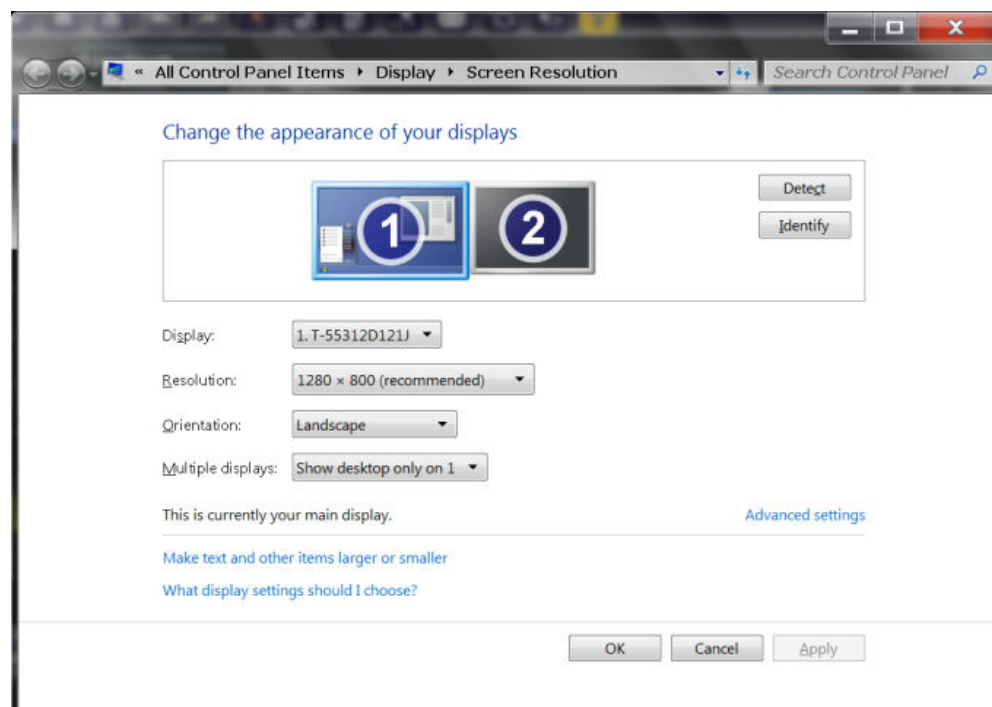 « All Control Panel Items ▸ Display ▸ Screen Resolution
Search Control Panel
Change the appearance of your displays
1
2
Detect
Identify
Display:
1. T-55312D121J
Resolution:
1280 × 800 (recommended)
Orientation:
Landscape
Multiple displays:
Show desktop only on 1
This is currently your main display.
Advanced settings
Make text and other items larger or smaller
What display settings should I choose?
OK
Cancel
Apply